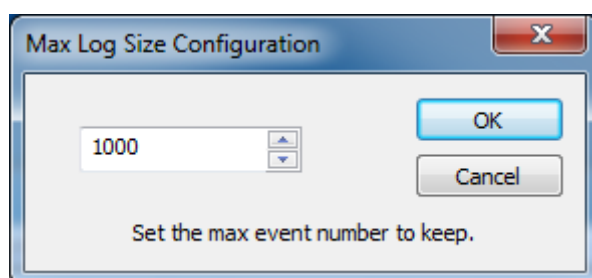 Max Log Size Configuration
1000
OK
Cancel
Set the max event number to keep.